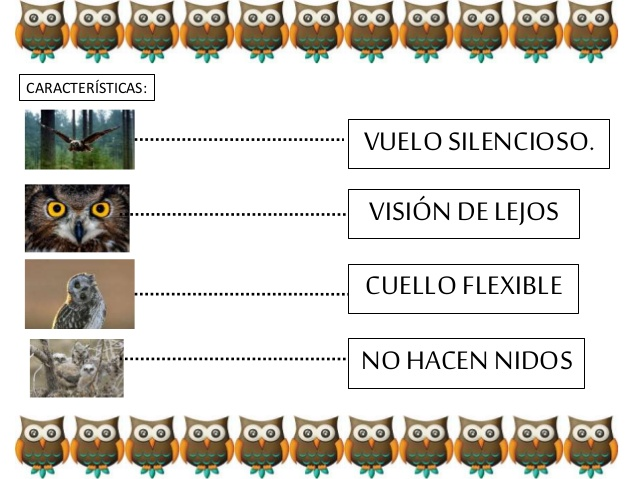 CARACTERÍSTICAS:
VUELO SILENCIOSO.
VISIÓN DE LEJOS
CUELLO FLEXIBLE
NO HACEN NIDOS